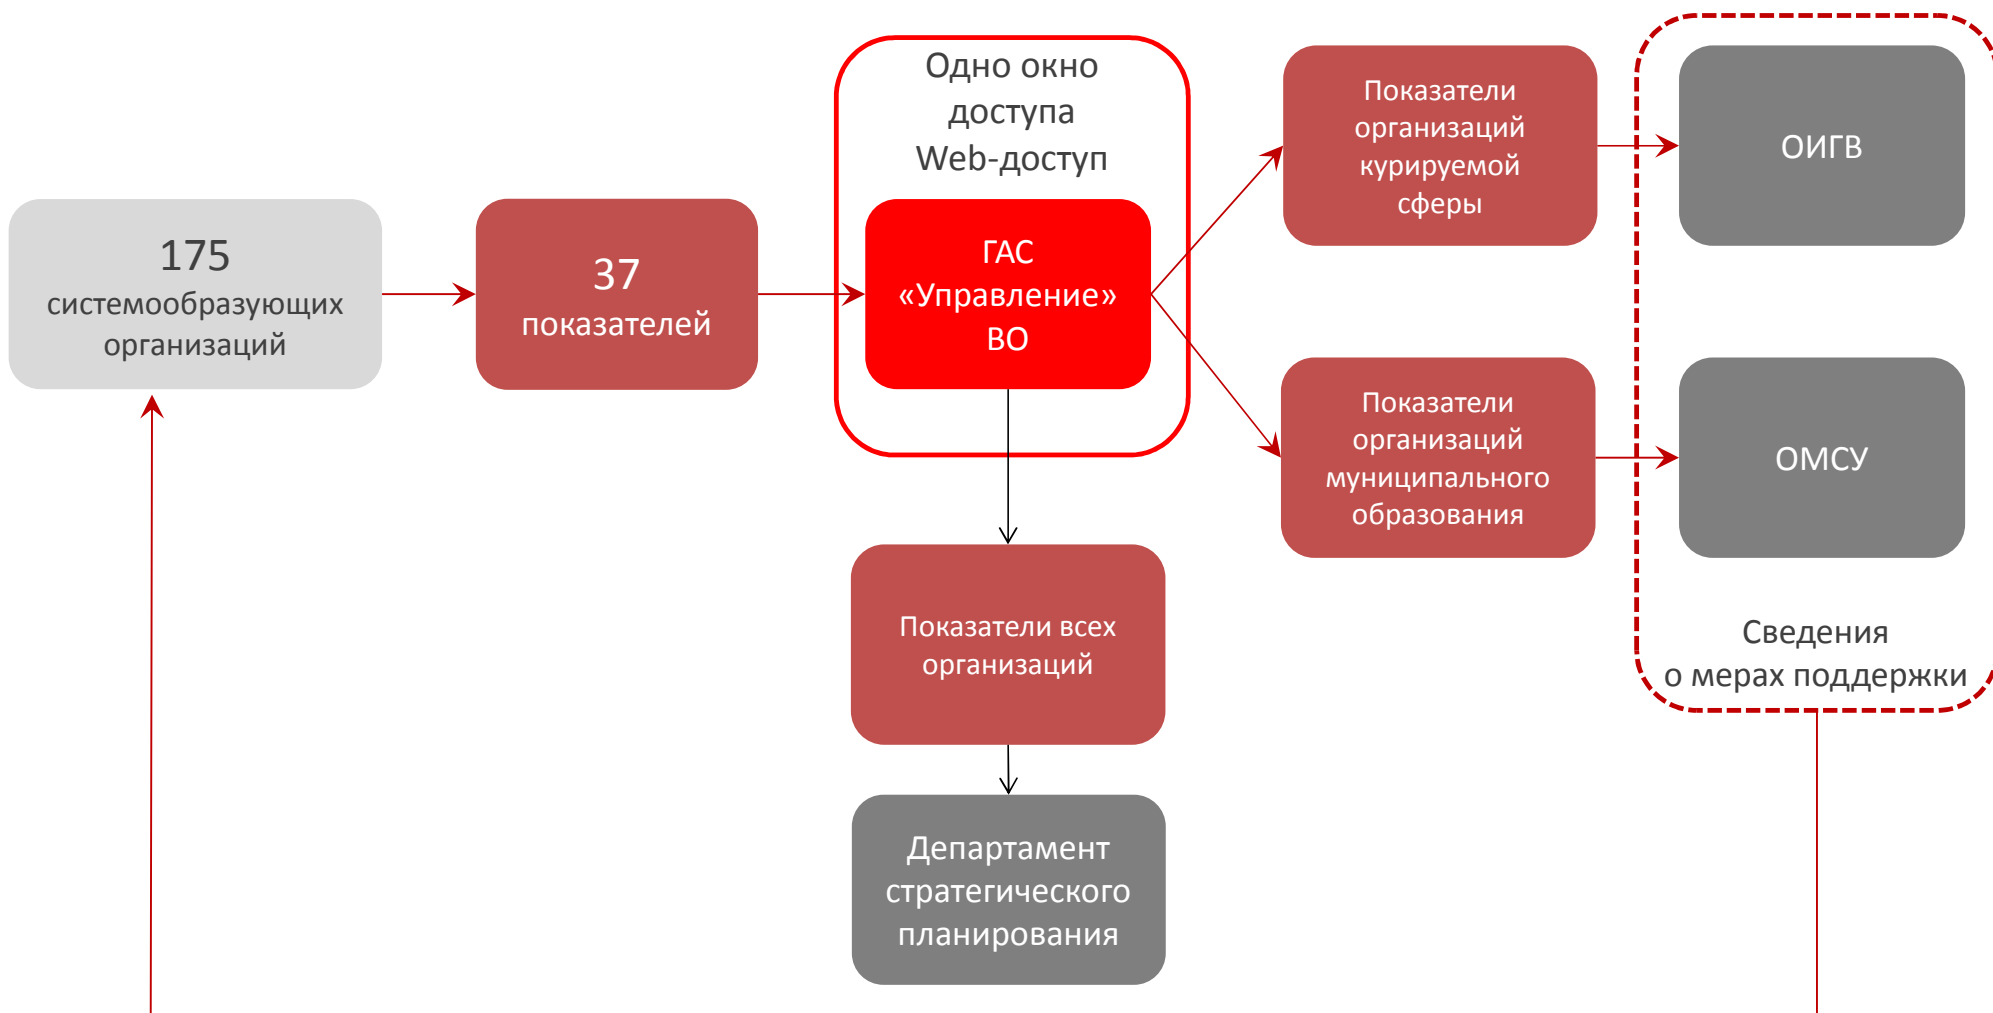 175
системообразующих
организаций
37
показателей
Одно окно
доступа
Web-доступ
ГАС
«Управление»
ВО
Показатели
организаций
курируемой
сферы
ОИГВ
Показатели
организаций
муниципального
образования
ОМСУ
Сведения
о мерах поддержки
Показатели всех
организаций
Департамент
стратегического
планирования